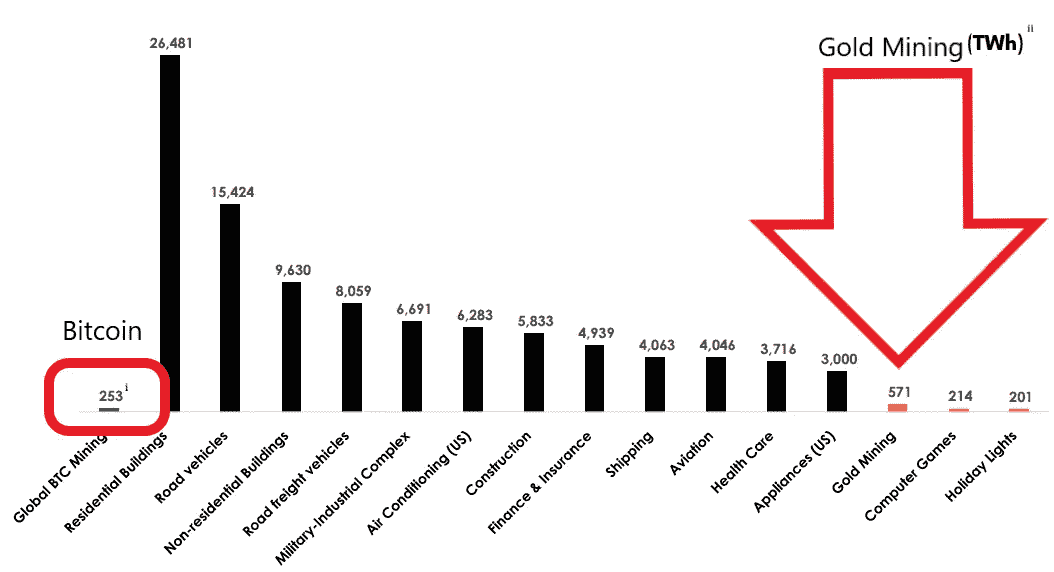 26,481
Gold Mining (TWh) ii
15,424
9,630
8,059
6,691
6,283
5,833
4,939
4,063
4,046
3,716
3,000
Bitcoin
253 i
571
214
201
Global BTC Mining
Residential Buildings
Road vehicles
Non-residential Buildings
Road freight vehicles
Military-Industrial Complex
Air Conditioning (US)
Construction
Finance & Insurance
Shipping
Aviation
Health Care
Appliances (US)
Gold Mining
Computer Games
Holiday Lights